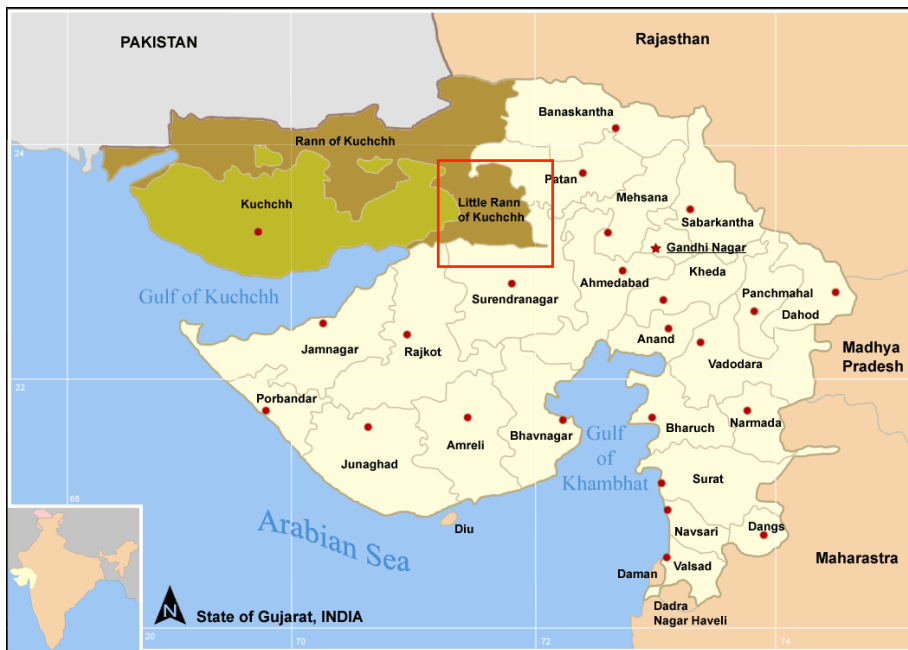 PAKISTAN
Rajasthan
Banaskantha
Rann of Kuchchh
24
Patan
Mehsana
Kuchchh
Little Rann
of Kuchchh
Sabarkantha
Gandhi Nagar
Kheda
Ahmedabad
Gulf of Kuchchh
Surendranagar
Panchmahal
Dahod
Jamnagar
Rajkot
Anand
Vadodara
Madhya
Pradesh
22
Porbandar
Junaghad
Amreli
Bhavnagar
Bharuch
Narmada
Gulf
of
Khambhat
Surat
68
Arabian Sea
Diu
Navsari
Dangs
Maharastra
Daman
Valsad
Dadra
Nagar Haveli
N
State of Gujarat, INDIA
20
70
72
74